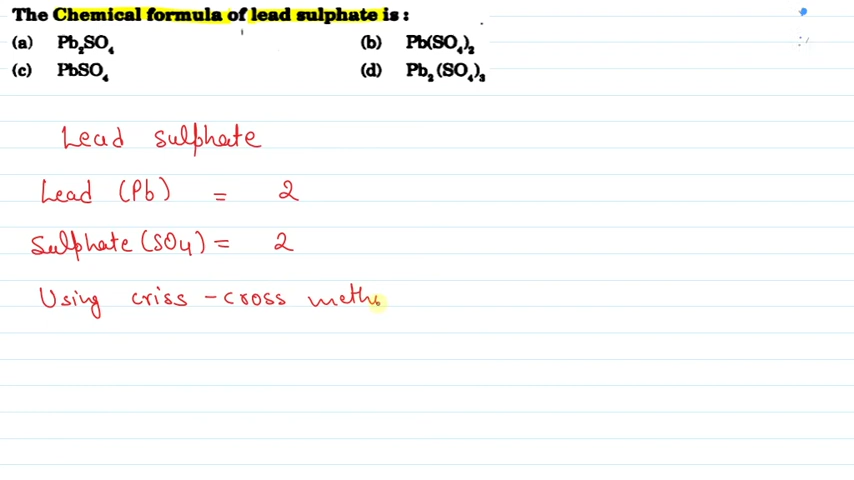 The Chemical formula of lead sulphate is :
(a) Pb₂SO₄ (b) Pb(SO₄)₂
(c) PbSO₄ (d) Pb₂(SO₄)₃
Lead sulphate
Lead (Pb) = 2
Sulphate (SO4) = 2
Using criss - cross metho